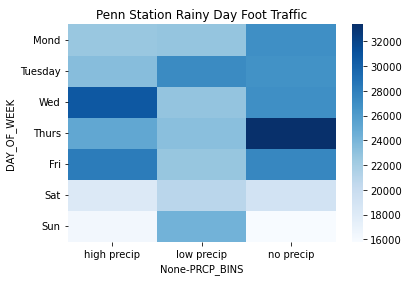 Penn Station Rainy Day Foot Traffic
DAY_OF_WEEK
Mond
Tuesday
Wed
Thurs
Fri
Sat
Sun
high precip low precip no precip
None-PRCP_BINS
32000
30000
28000
26000
24000
22000
20000
18000
16000